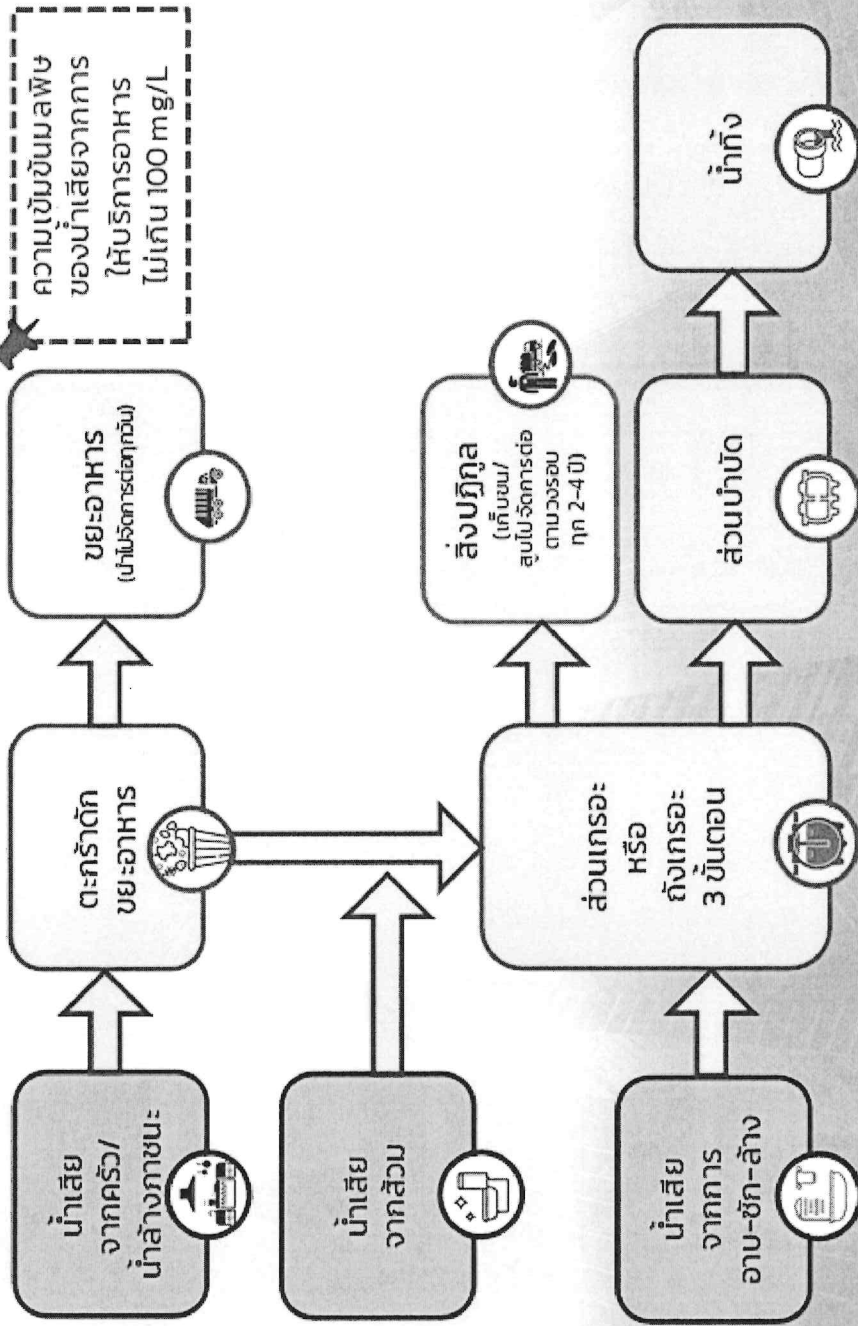 น้ำเสีย
จากครัว/
น้ำล้างภาชนะ
ตะกร้าดัก
ขยะอาหาร
ขยะอาหาร
(นำไปจัดการต่อทุกวัน)
ความเข้มข้นมลพิษ
ของน้ำเสียจากการ
ให้บริการอาหาร
ไม่เกิน 100 mg/L
น้ำเสีย
จากส้วม
สิ่งปฏิกูล
(เก็บขน/
สูบไปจัดการต่อ
ตามวงรอบ
ทุก 2-4 ปี)
น้ำเสีย
จากการ
อาบ-ซัก-ล้าง
ส่วนเกรอะ
หรือ
ถังเกรอะ
3 ขั้นตอน
ส่วนบำบัด
น้ำทิ้ง